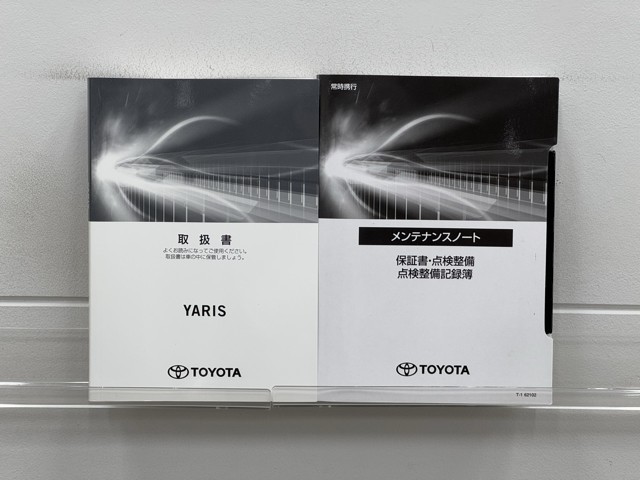 取扱書
よくお読みになってご使用ください。
取扱書は車の中に保管しましょう。
YARIS
TOYOTA
常時携行
メンテナンスノート
保証書・点検整備
点検整備記録簿
TOYOTA
T-1 62102